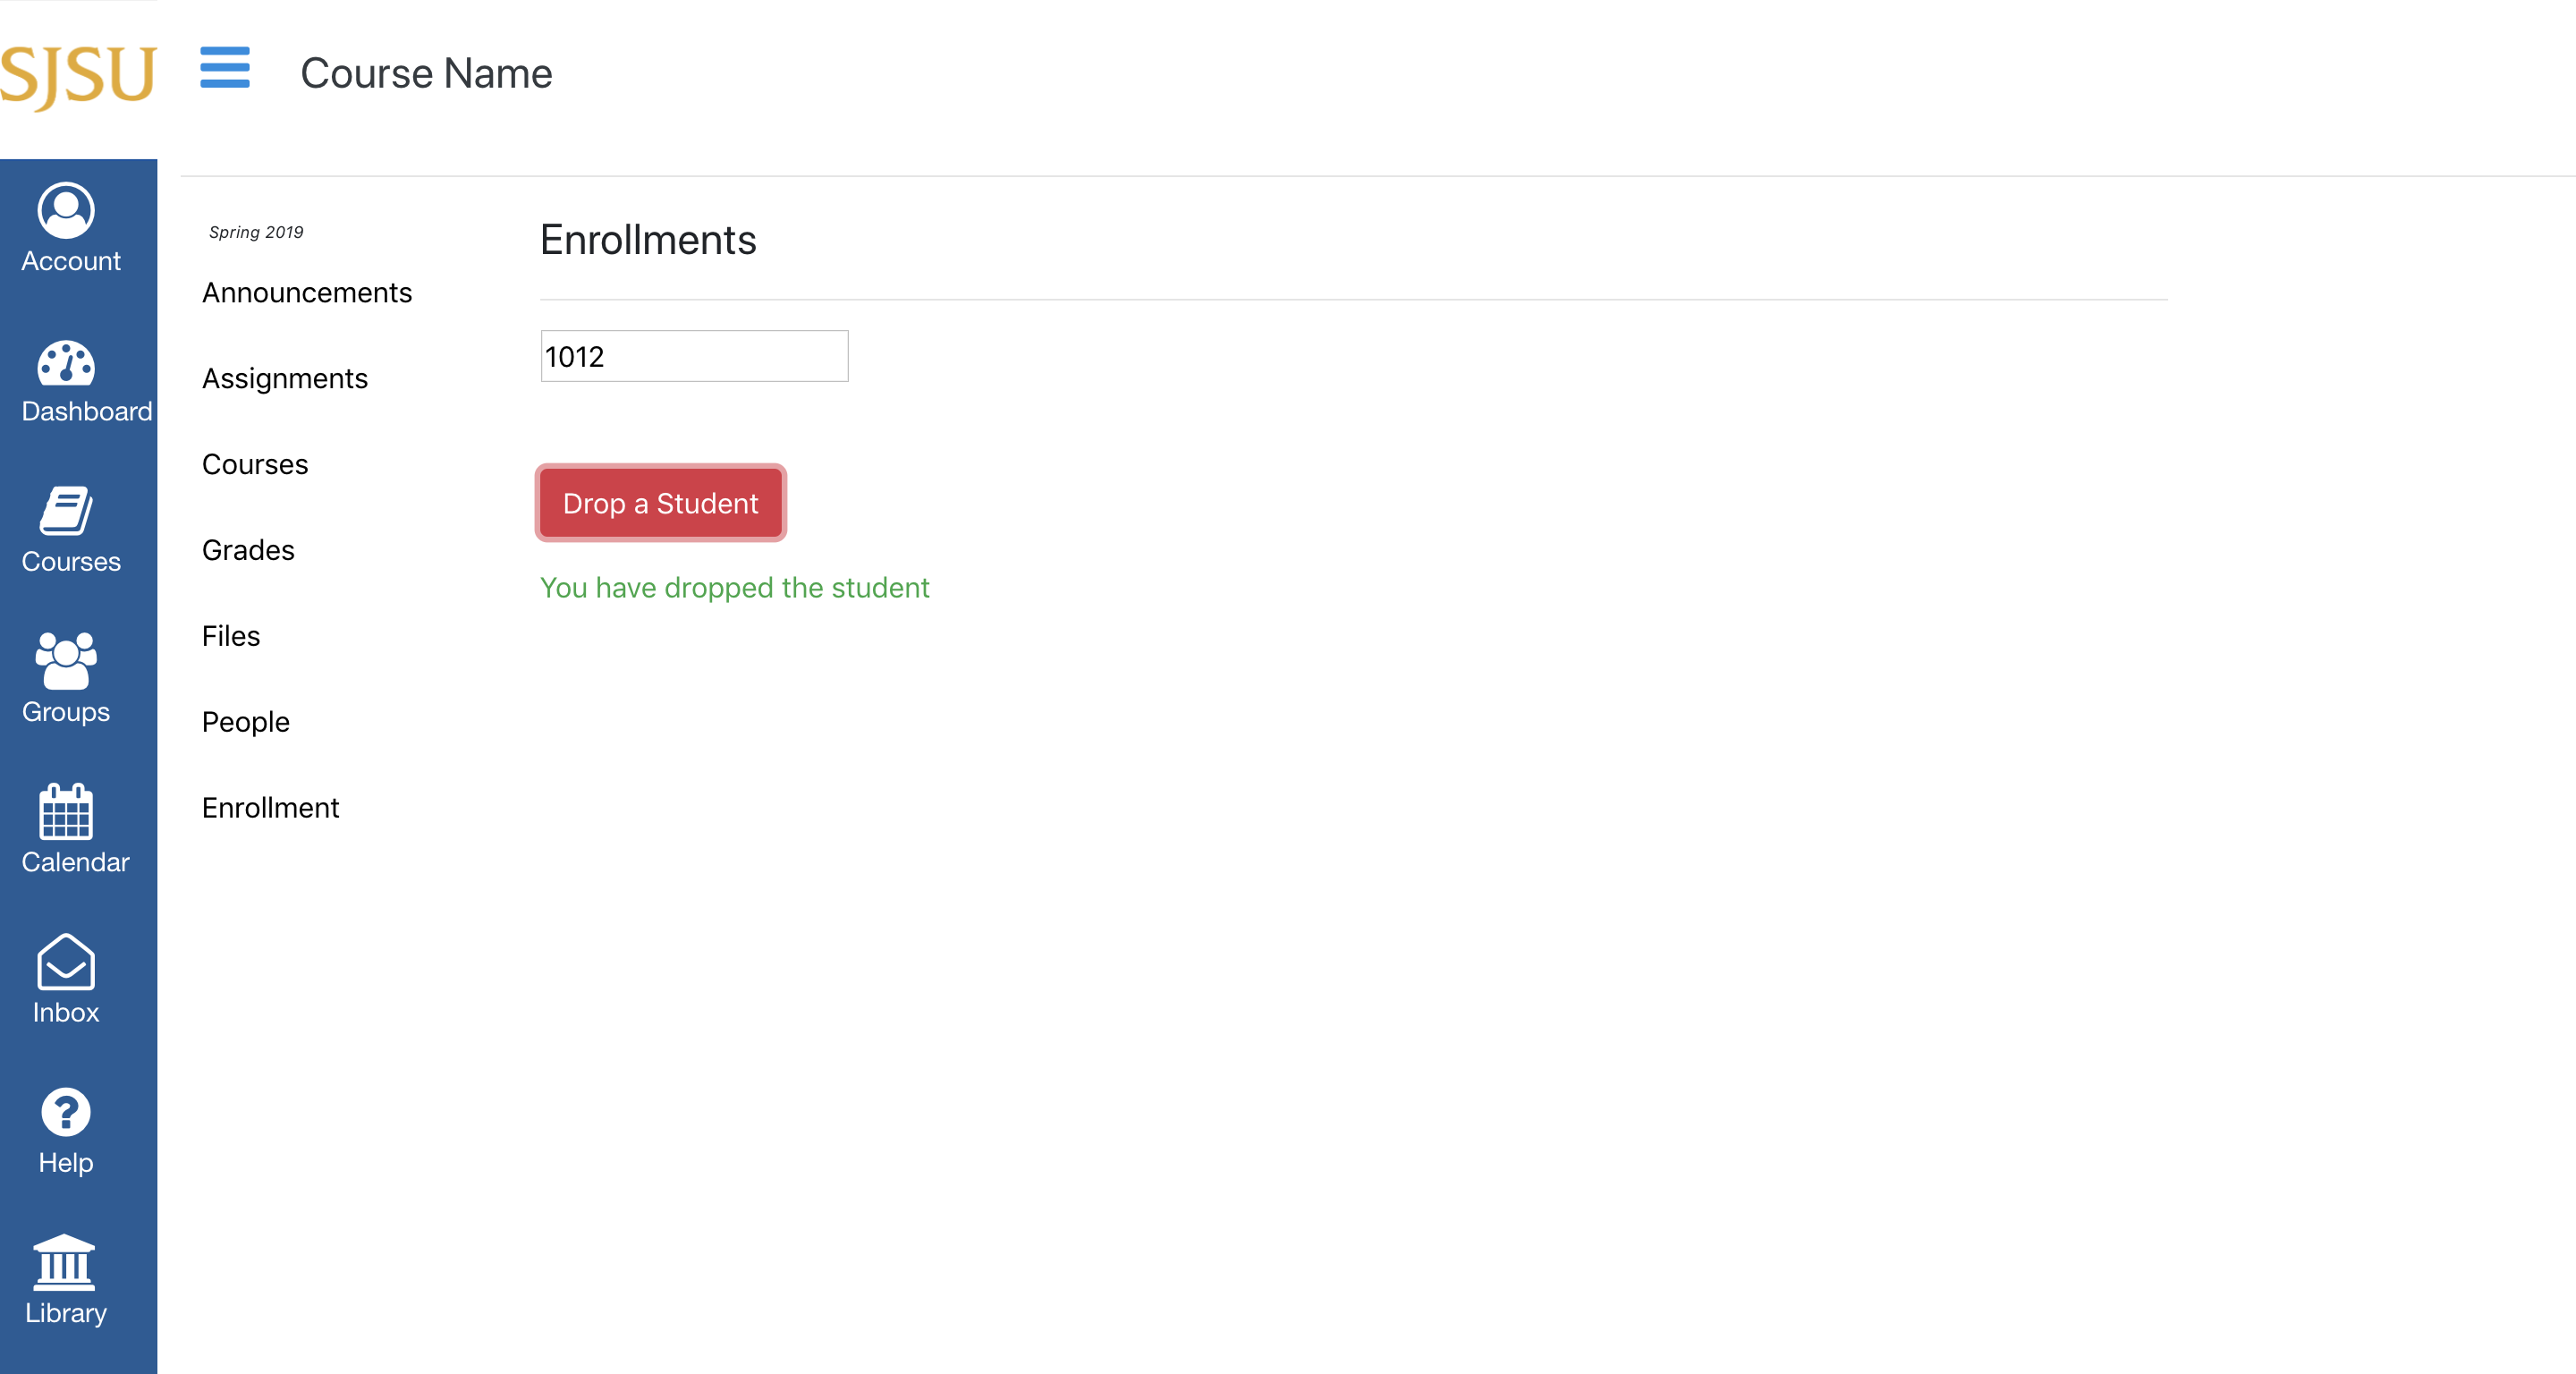 SJSU
Course Name
Account
Dashboard
Courses
Groups
Calendar
Inbox
Help
Library
Spring 2019
Announcements
Assignments
Courses
Grades
Files
People
Enrollment
Enrollments
1012
Drop a Student
You have dropped the student